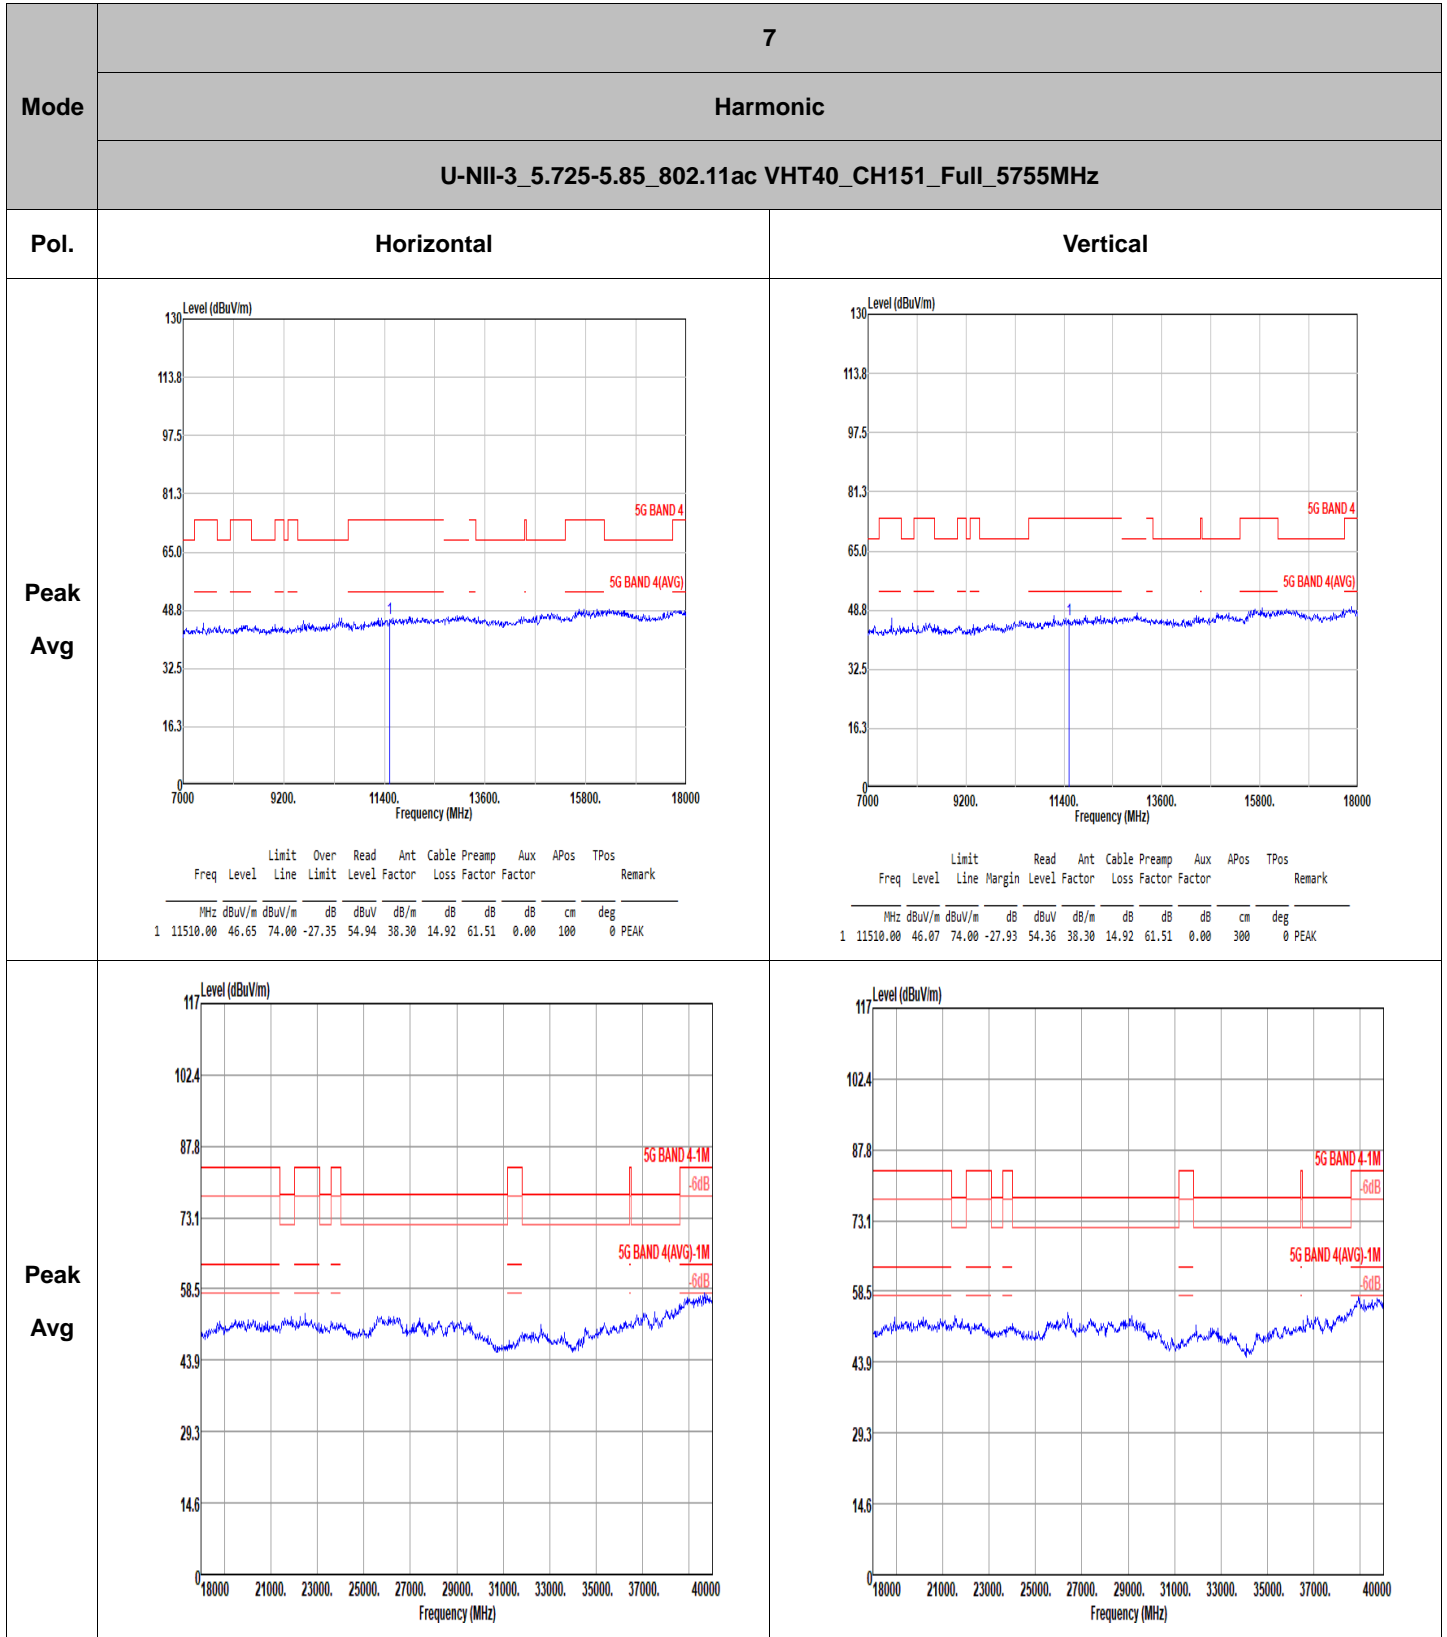 Mode
7
Harmonic
U-NII-3_5.725-5.85_802.11ac VHT40_CH151_Full_5755MHz
Pol.
Horizontal
Vertical
Peak
Avg
Level (dBuV/m)
130
113.8
97.5
81.3
65.0
48.8
32.5
16.3
0
5G BAND 4
5G BAND 4(AVG)
1
7000 9200. 11400. 13600. 15800. 18000
Frequency (MHz)
Limit Over Read Ant Cable Preamp Aux APos TPos
Freq Level Line Limit Level Factor Loss Factor Factor Remark
MHz dBuV/m dBuV/m dB dBuV dB/m dB dB dB cm deg
1 11510.00 46.65 74.00 -27.35 54.94 38.30 14.92 61.51 0.00 100 0 PEAK
Level (dBuV/m)
130
113.8
97.5
81.3
65.0
48.8
32.5
16.3
0
5G BAND 4
5G BAND 4(AVG)
1
7000 9200. 11400. 13600. 15800. 18000
Frequency (MHz)
Limit Read Ant Cable Preamp Aux APos TPos
Freq Level Line Margin Level Factor Loss Factor Factor Remark
MHz dBuV/m dBuV/m dB dBuV dB/m dB dB dB cm deg
1 11510.00 46.07 74.00 -27.93 54.36 38.30 14.92 61.51 0.00 300 0 PEAK
Peak
Avg
Level (dBuV/m)
117
102.4
87.8
73.1
58.5
43.9
29.3
14.6
0
5G BAND 4-1M
-6dB
5G BAND 4(AVG)-1M
-6dB
18000 21000. 23000. 25000. 27000. 29000. 31000. 33000. 35000. 37000. 40000
Frequency (MHz)
Level (dBuV/m)
117
102.4
87.8
73.1
58.5
43.9
29.3
14.6
0
5G BAND 4-1M
-6dB
5G BAND 4(AVG)-1M
-6dB
18000 21000. 23000. 25000. 27000. 29000. 31000. 33000. 35000. 37000. 40000
Frequency (MHz)